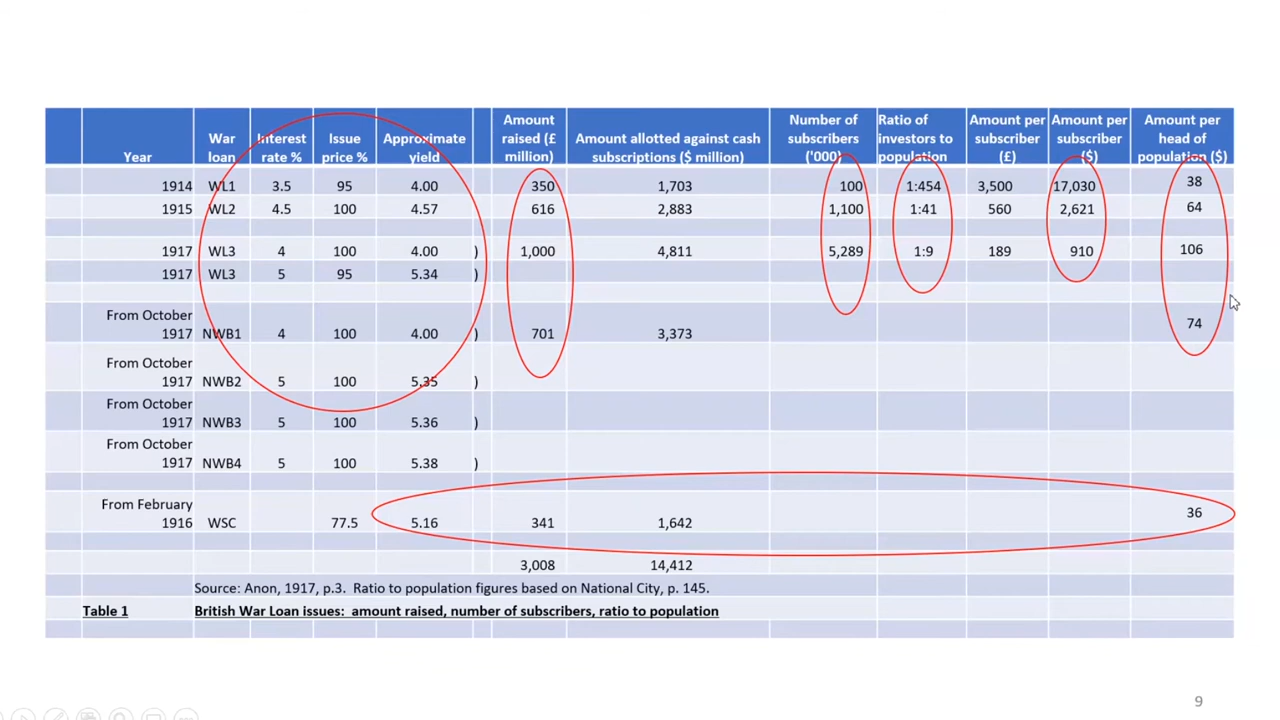 Year War loan Interest rate % Issue price % Approximate yield Amount raised (£ million) Amount allotted against cash subscriptions ($ million) Number of subscribers ('000) Ratio of investors to population Amount per subscriber (£) Amount per subscriber ($) Amount per head of population ($)
1914 WL1 3.5 95 4.00 350 1,703 100 1:454 3,500 17,030 38
1915 WL2 4.5 100 4.57 616 2,883 1,100 1:41 560 2,621 64
1917 WL3 4 100 4.00 ) 1,000 4,811 5,289 1:9 189 910 106
1917 WL3 5 95 5.34 )
From October 1917 NWB1 4 100 4.00 ) 701 3,373 74
From October 1917 NWB2 5 100 5.35 )
From October 1917 NWB3 5 100 5.36 )
From October 1917 NWB4 5 100 5.38 )
From February 1916 WSC 77.5 5.16 341 1,642 36
3,008 14,412
Source: Anon, 1917, p.3. Ratio to population figures based on National City, p. 145.
Table 1 British War Loan issues: amount raised, number of subscribers, ratio to population
9